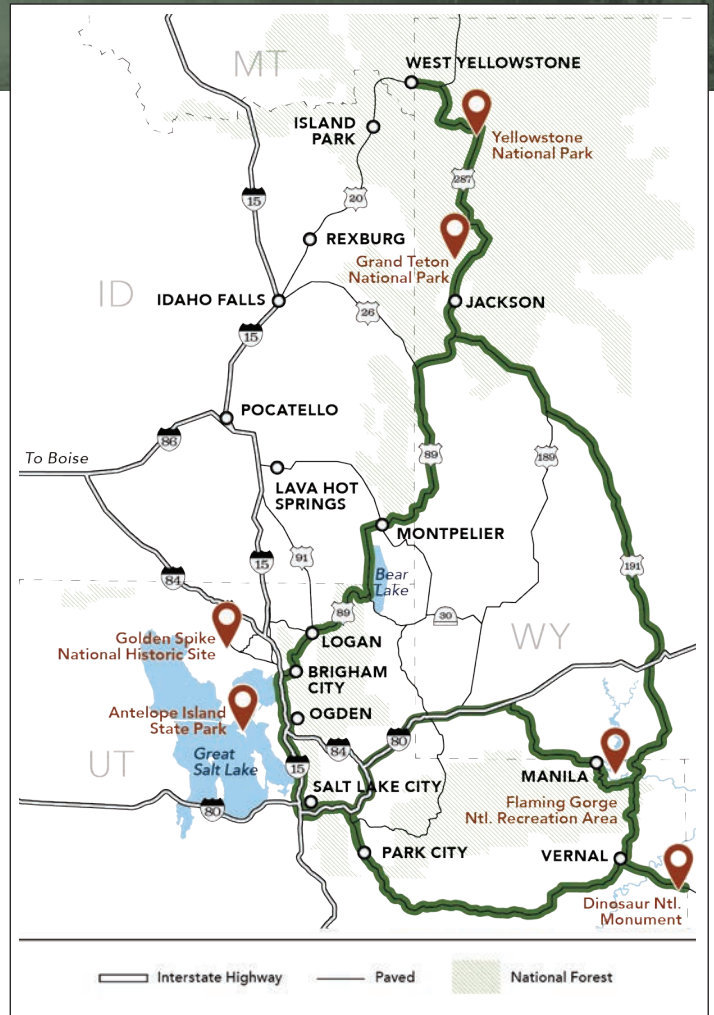 MT
WEST YELLOWSTONE
ISLAND
PARK
Yellowstone
National Park
287
15
20
REXBURG
Grand Teton
National Park
ID
IDAHO FALLS
JACKSON
26
15
POCATELLO
86
To Boise
89
189
LAVA HOT
SPRINGS
MONTPELIER
15
91
84
Bear
Lake
191
89
30
Golden Spike
National Historic Site
LOGAN
WY
BRIGHAM
CITY
Antelope Island
State Park
OGDEN
80
84
Great
Salt Lake
UT
15
MANILA
SALT LAKE CITY
80
Flaming Gorge
Ntl. Recreation Area
PARK CITY
VERNAL
Dinosaur Ntl.
Monument
Interstate Highway
Paved
National Forest